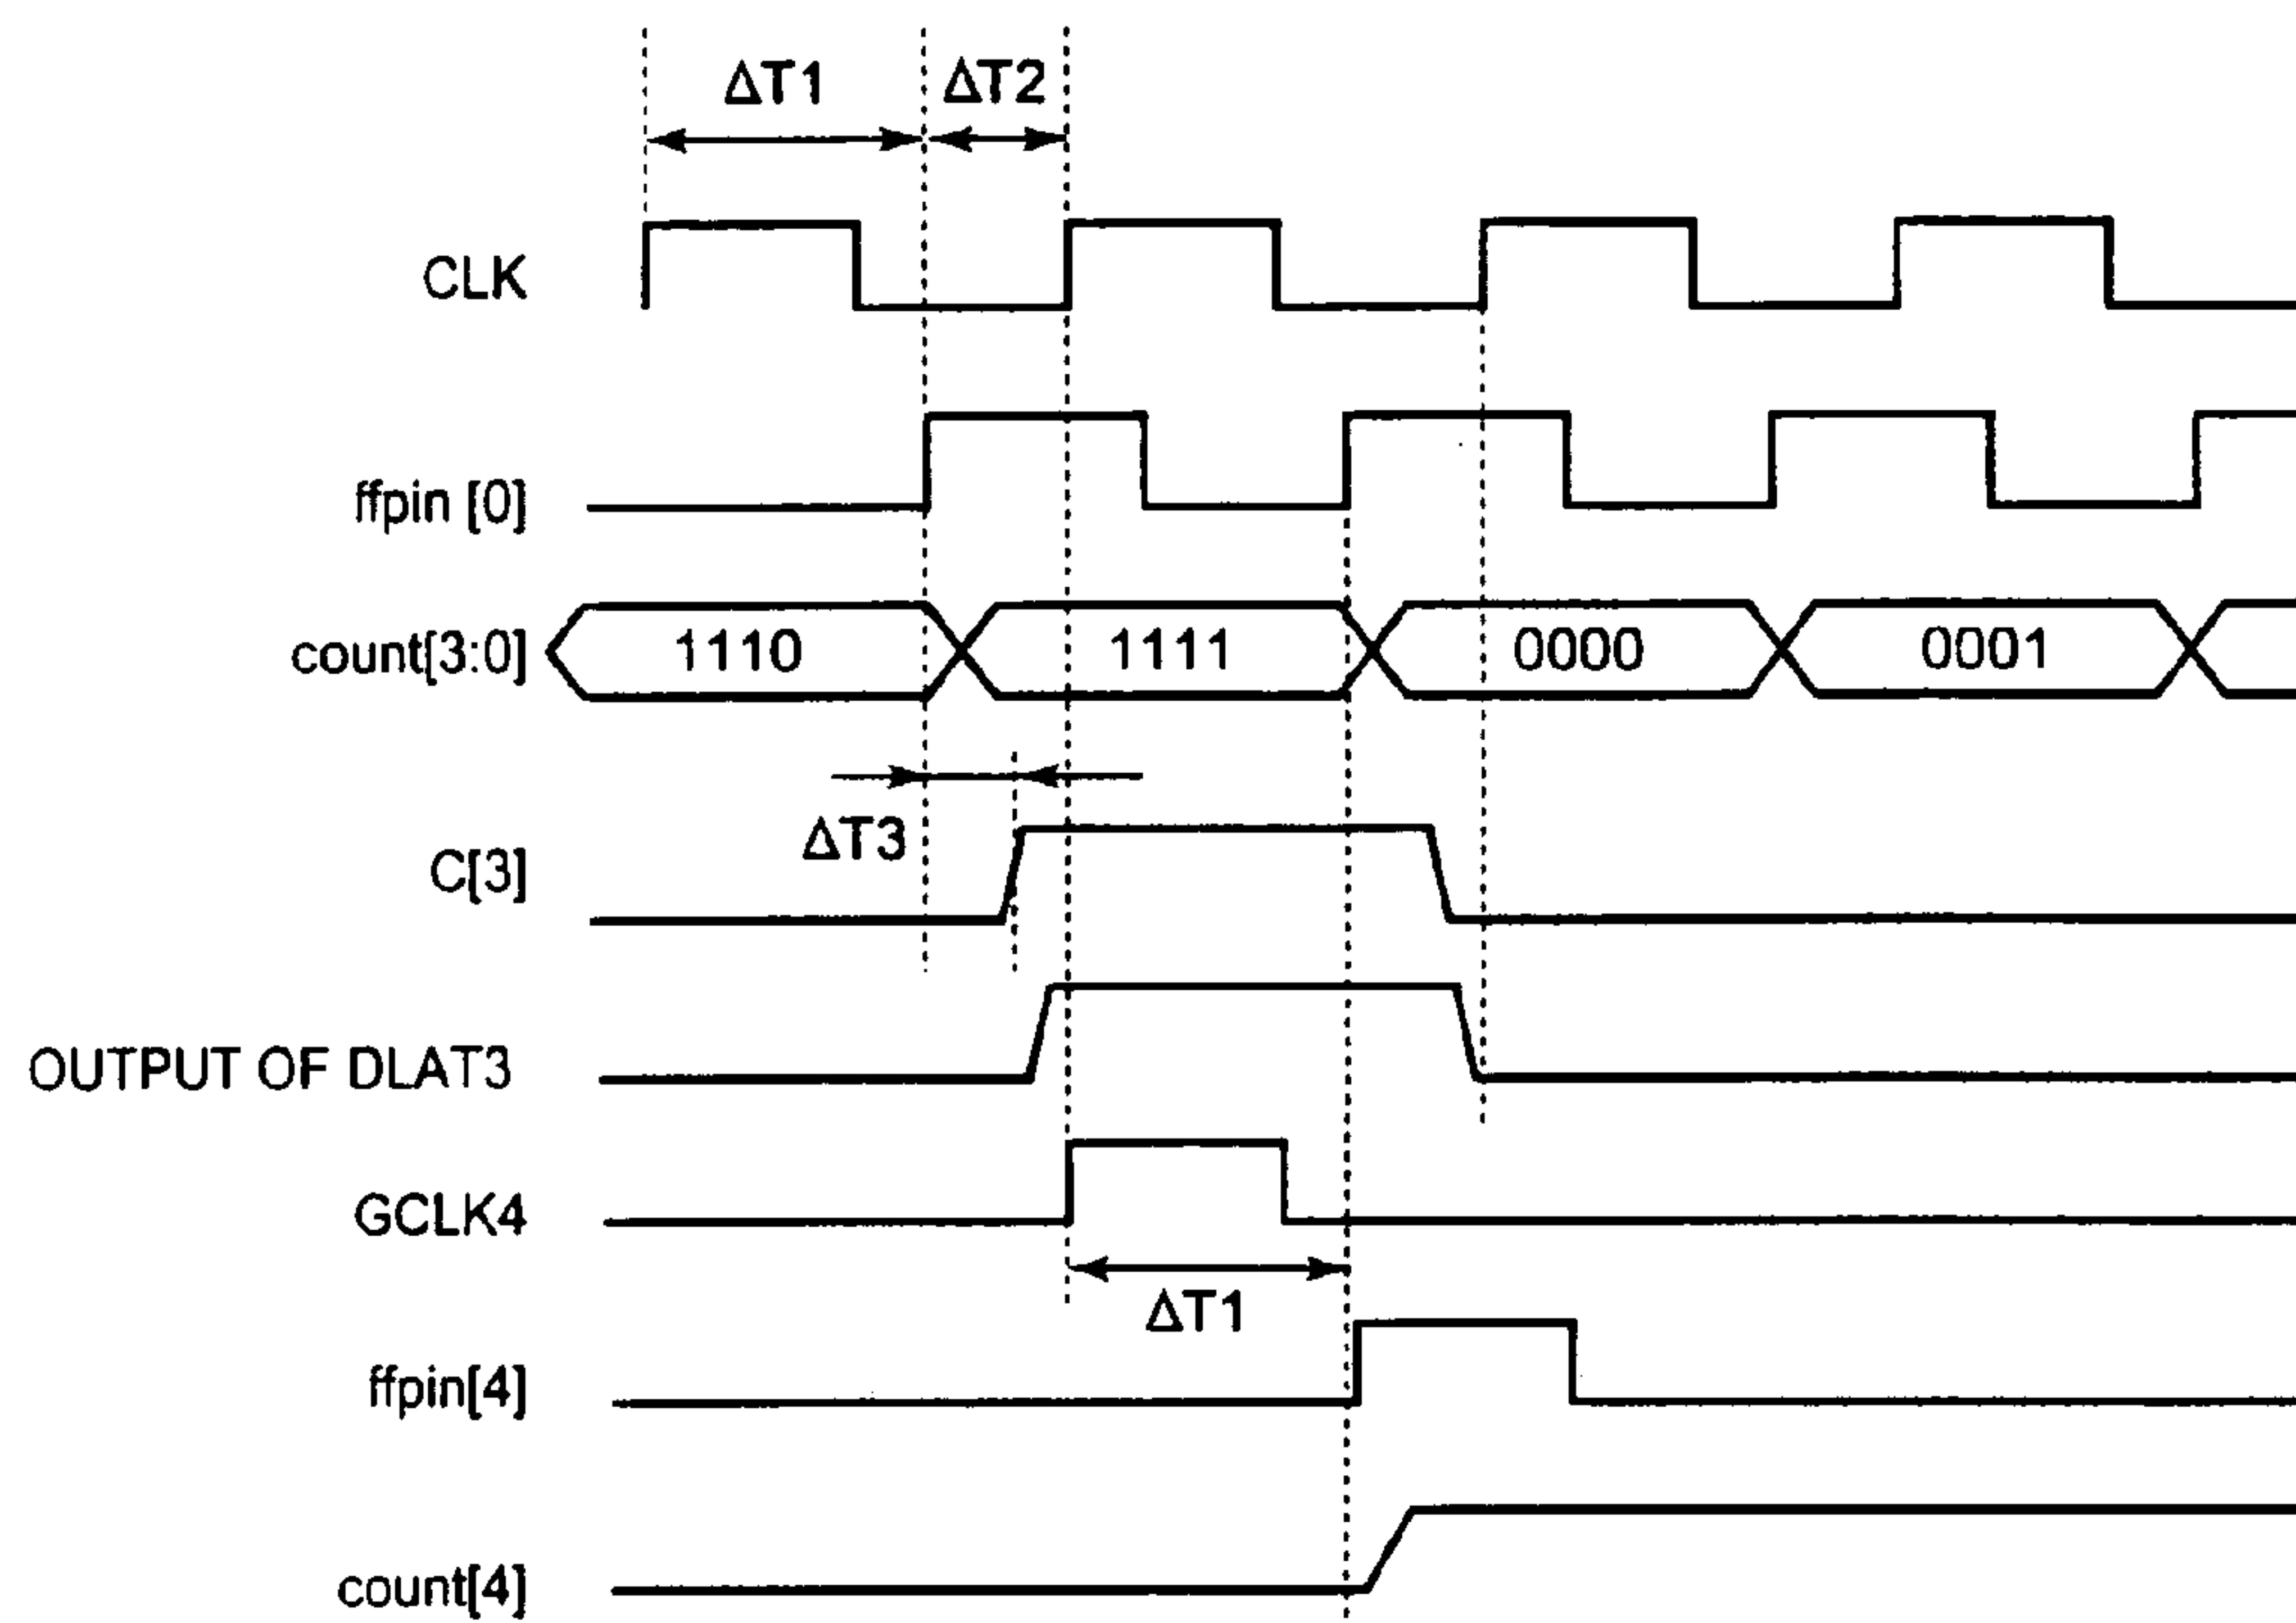 ΔT1 ΔT2
CLK
ffpin [0]
count[3:0] 1110 1111 0000 0001
ΔT3
C[3]
OUTPUT OF DLAT3
GCLK4
ΔT1
ffpin[4]
count[4]